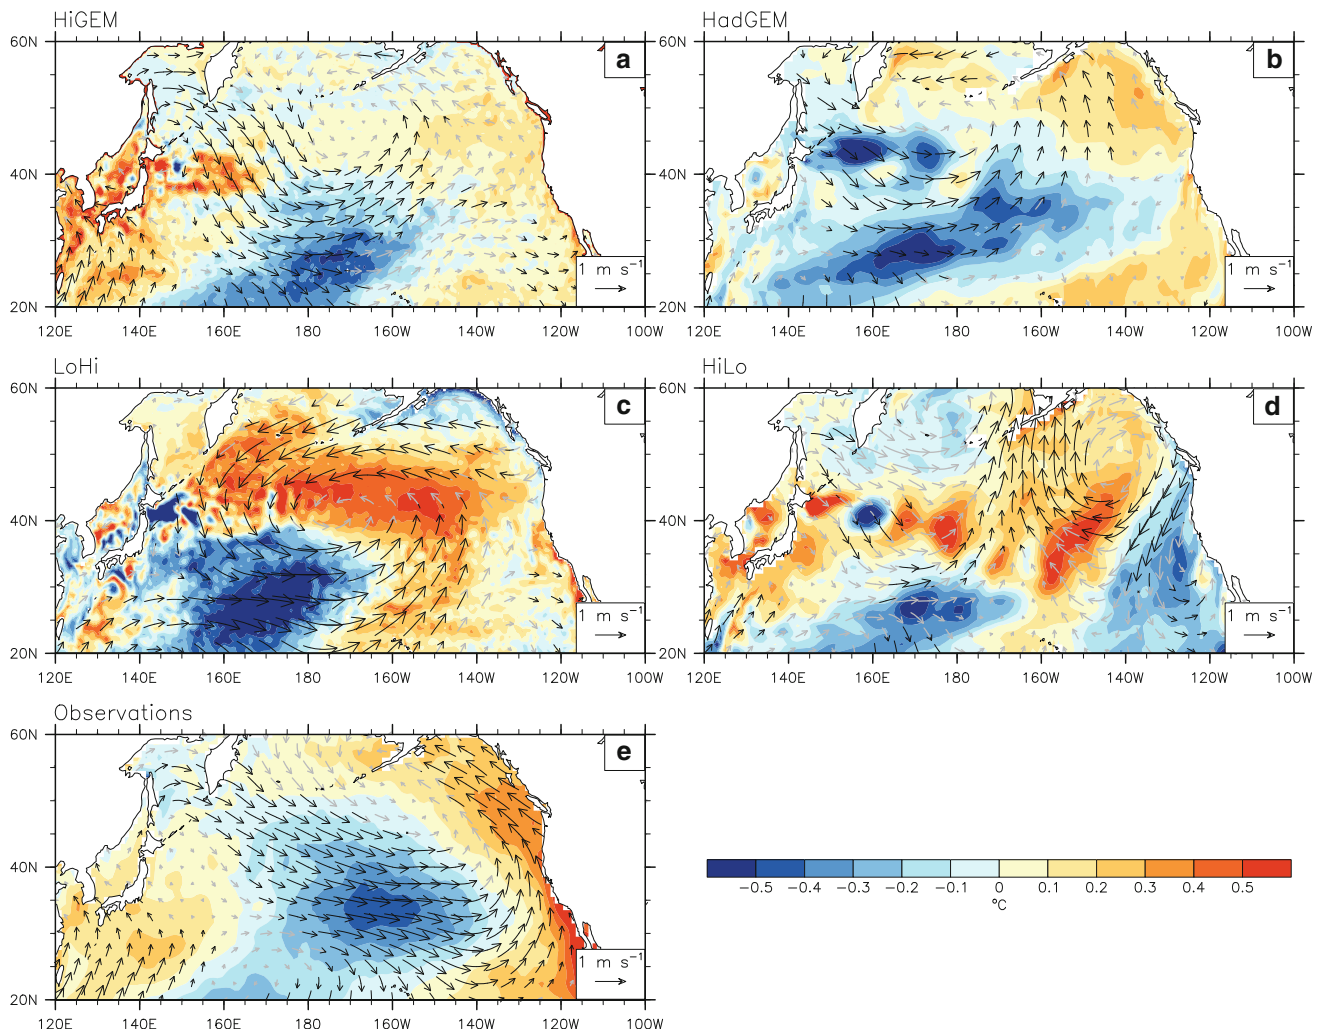 HiGEM
HadGEM
60N
40N
20N
a
1 m s⁻¹
120E 140E 160E 180 160W 140W 120W 100W
60N
40N
20N
b
1 m s⁻¹
120E 140E 160E 180 160W 140W 120W 100W
LoHi
HiLo
60N
40N
20N
c
1 m s⁻¹
120E 140E 160E 180 160W 140W 120W 100W
60N
40N
20N
d
1 m s⁻¹
120E 140E 160E 180 160W 140W 120W 100W
Observations
60N
40N
20N
e
1 m s⁻¹
120E 140E 160E 180 160W 140W 120W 100W
−0.5 −0.4 −0.3 −0.2 −0.1 0 0.1 0.2 0.3 0.4 0.5
°C